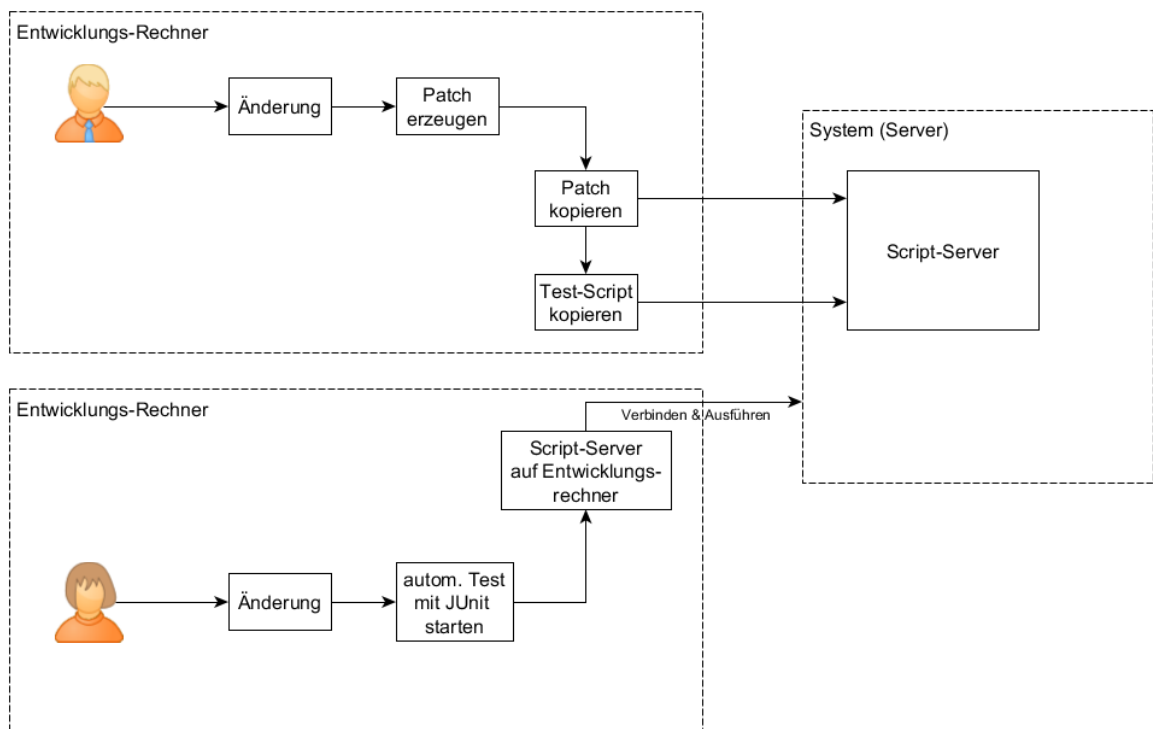 Entwicklungs-Rechner
Änderung
Patch
erzeugen
Patch
kopieren
Test-Script
kopieren
System (Server)
Script-Server
Entwicklungs-Rechner
Verbinden & Ausführen
Script-Server
auf Entwicklungs-
rechner
Änderung
autom. Test
mit JUnit
starten